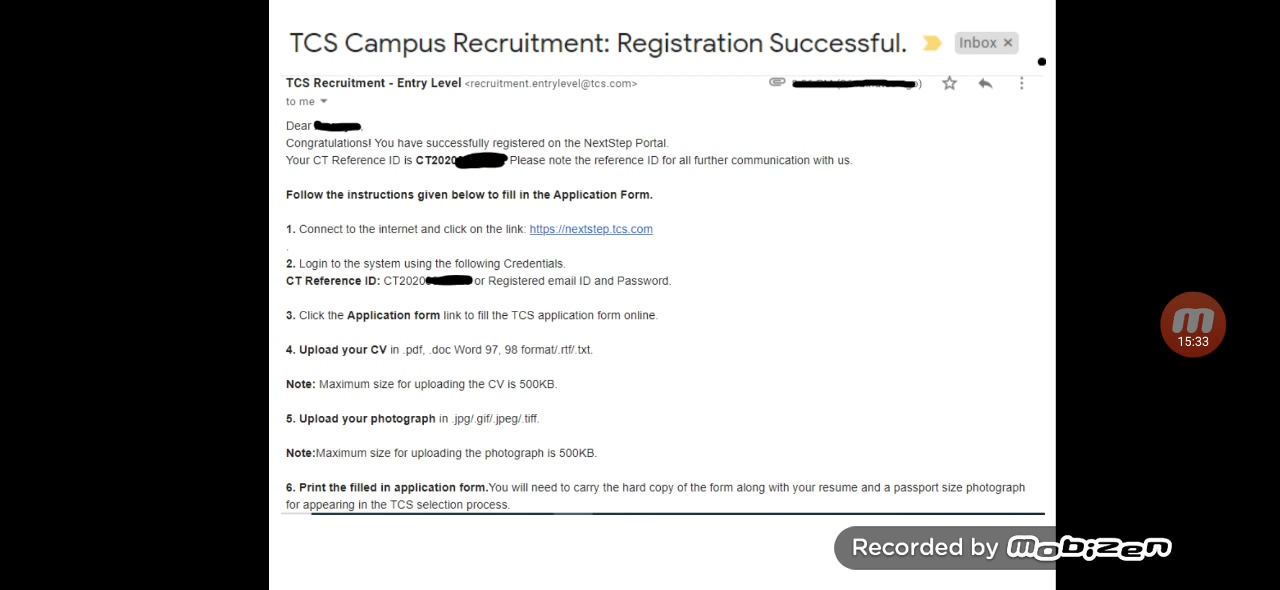 TCS Campus Recruitment: Registration Successful. Inbox ×
TCS Recruitment - Entry Level <recruitment.entrylevel@tcs.com>
to me
Dear
Congratulations! You have successfully registered on the NextStep Portal.
Your CT Reference ID is CT2020 Please note the reference ID for all further communication with us.
Follow the instructions given below to fill in the Application Form.
1. Connect to the internet and click on the link: https://nextstep.tcs.com
.
2. Login to the system using the following Credentials.
CT Reference ID: CT2020 or Registered email ID and Password.
3. Click the Application form link to fill the TCS application form online.
4. Upload your CV in .pdf, .doc Word 97, 98 format/.rtf/.txt.
Note: Maximum size for uploading the CV is 500KB.
5. Upload your photograph in .jpg/.gif/.jpeg/.tiff.
Note:Maximum size for uploading the photograph is 500KB.
6. Print the filled in application form.You will need to carry the hard copy of the form along with your resume and a passport size photograph
for appearing in the TCS selection process.
15:33
Recorded by mobizen